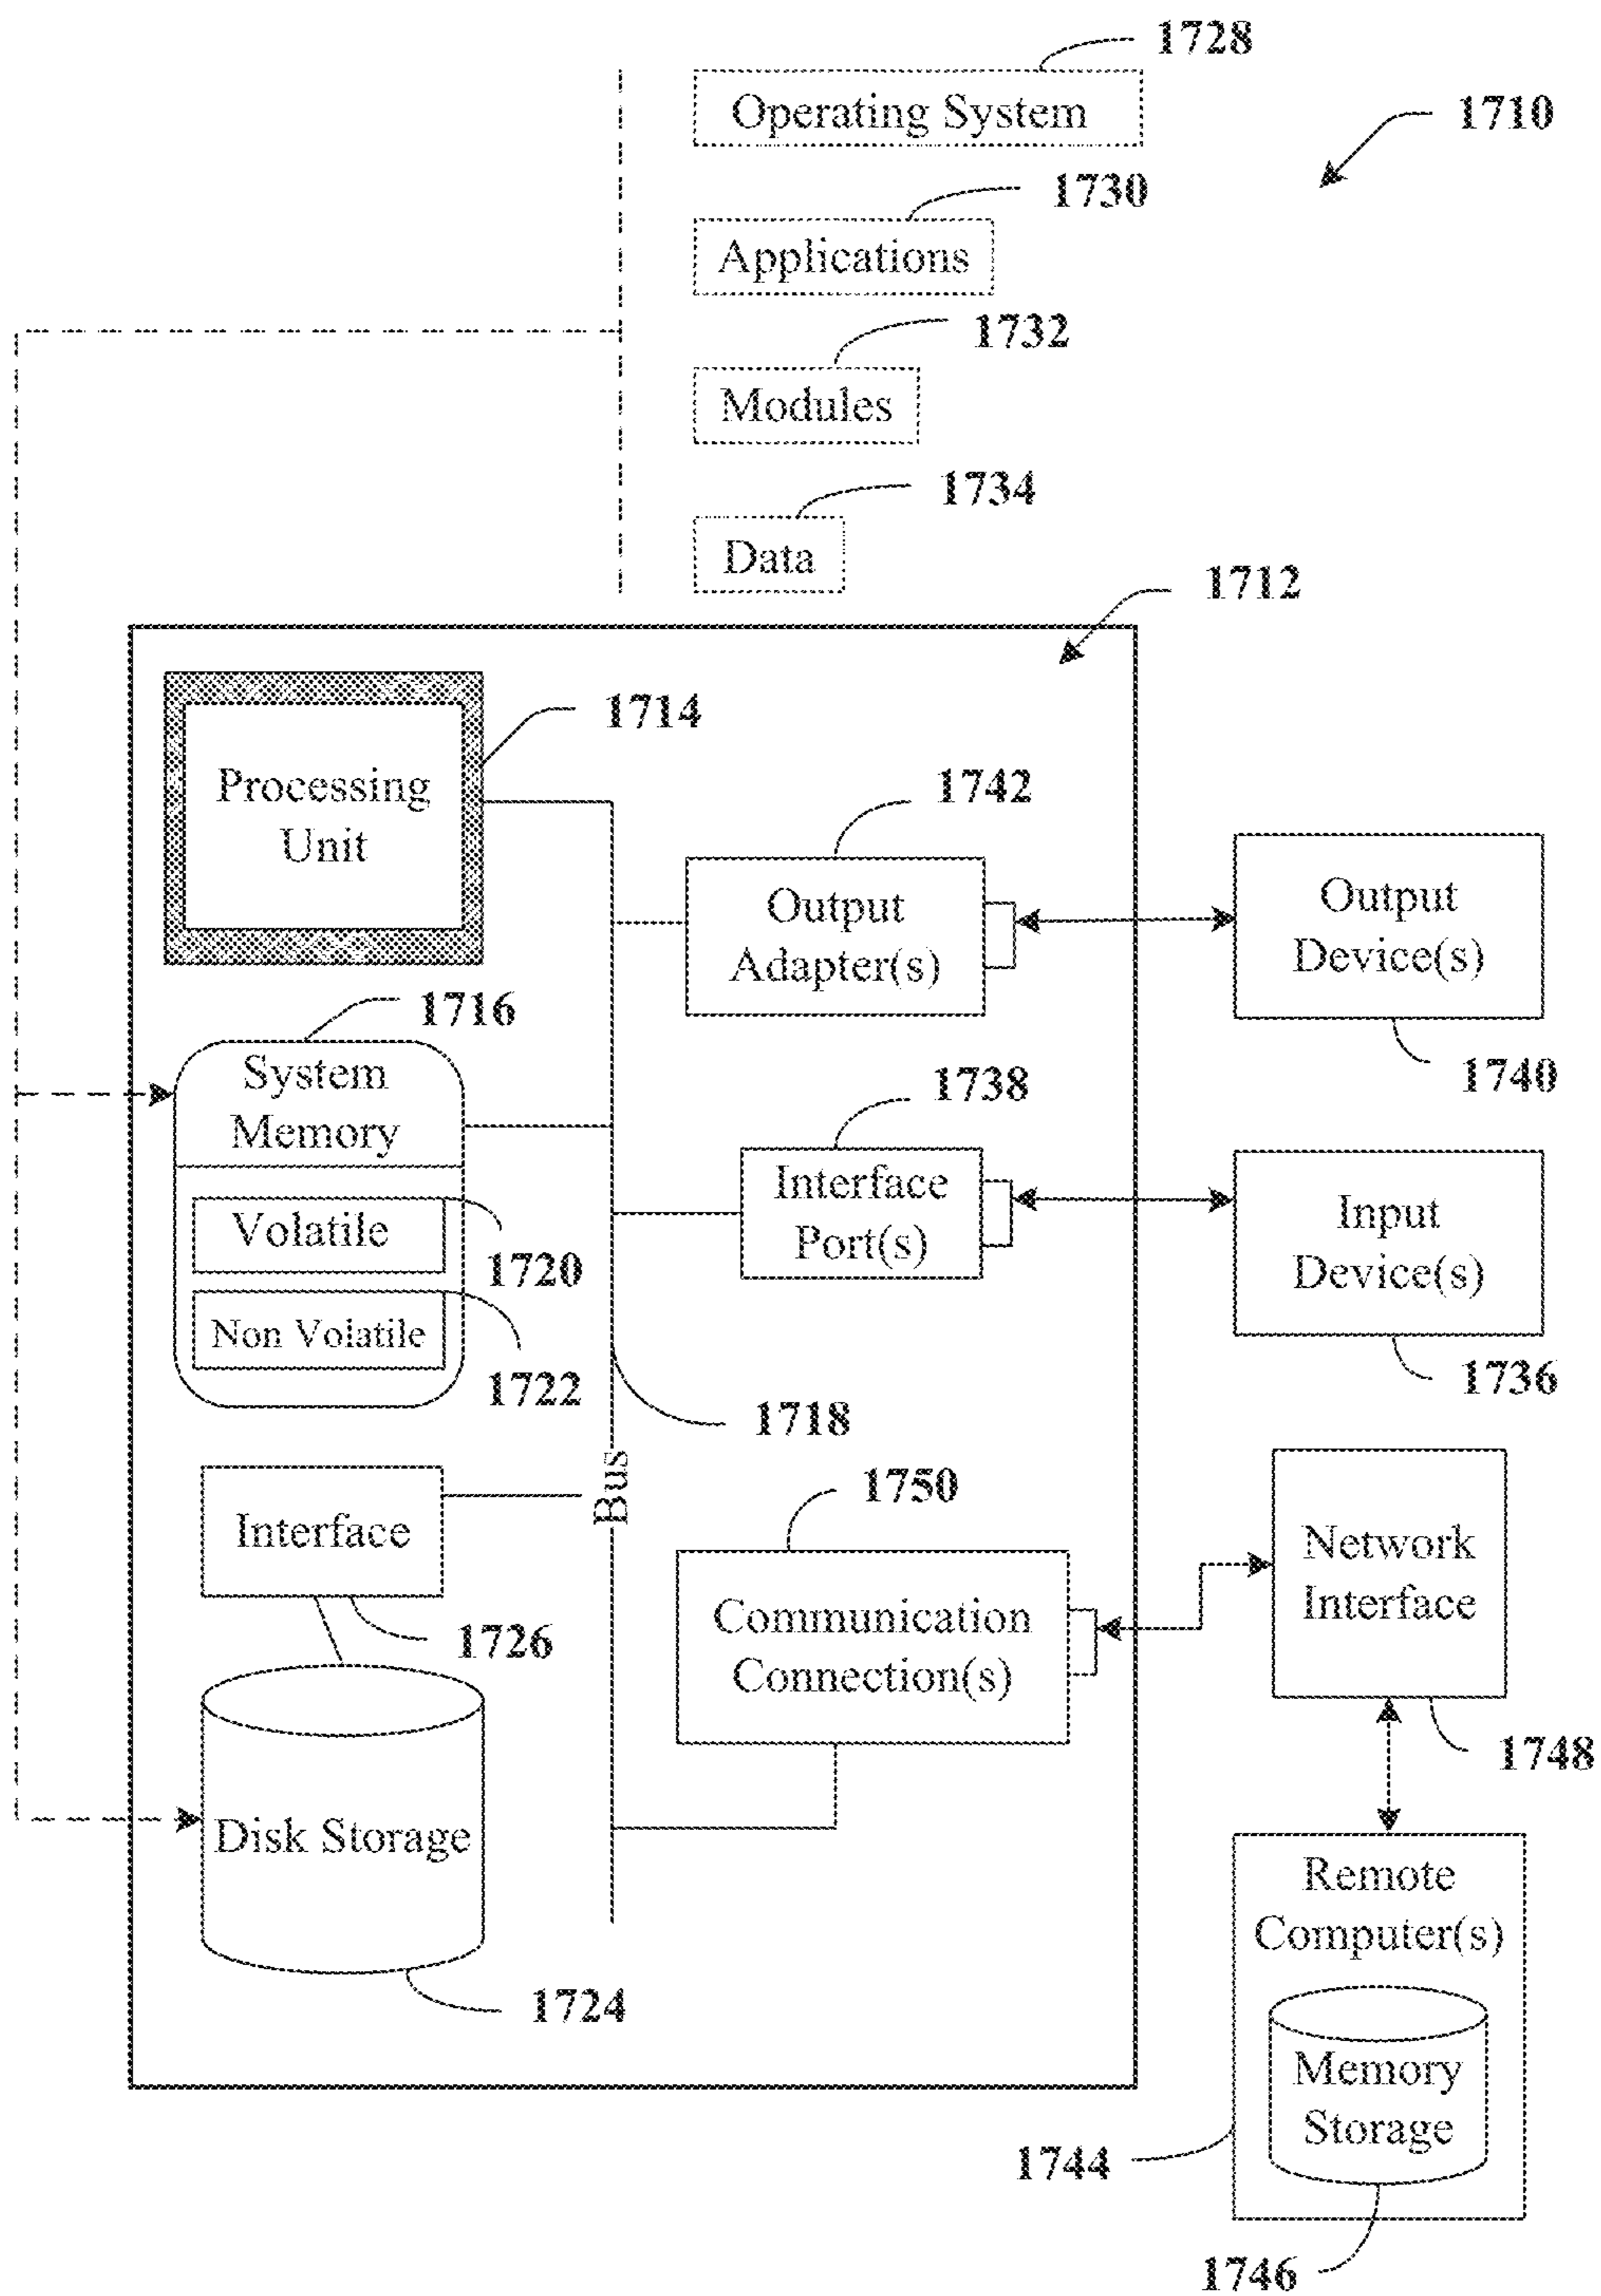 1728
Operating System
1710
1730
Applications
1732
Modules
1734
Data
1712
1714
Processing
Unit
1742
Output
Adapter(s)
Output
Device(s)
1740
1716
System
Memory
Volatile
1720
Non Volatile
1722
1738
Interface
Port(s)
Input
Device(s)
1736
1718
Bus
1750
Interface
1726
Communication
Connection(s)
Network
Interface
1748
Disk Storage
1724
Remote
Computer(s)
Memory
Storage
1744
1746